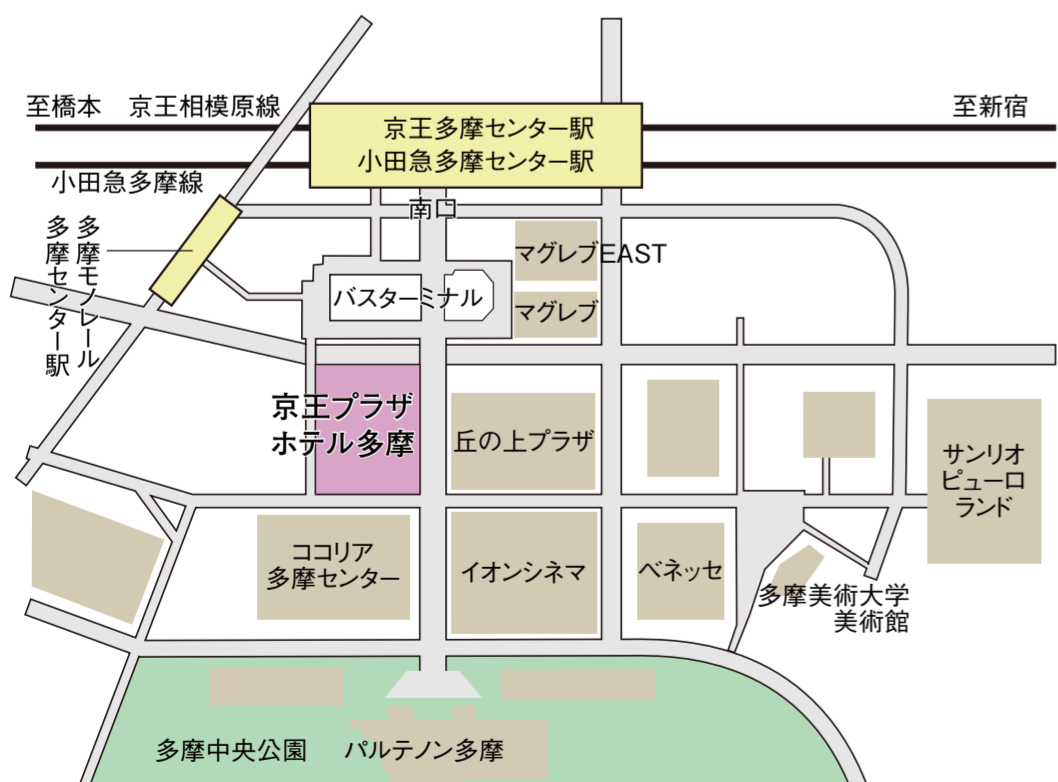 至橋本
京王相模原線
至新宿
京王多摩センター駅
小田急多摩センター駅
小田急多摩線
南口
多摩モノレール
多摩センター駅
マグレブEAST
バスターミナル
マグレブ
京王プラザ
ホテル多摩
丘の上プラザ
サンリオ
ピューロ
ランド
ココリア
多摩センター
イオンシネマ
ベネッセ
多摩美術大学
美術館
多摩中央公園
パルテノン多摩